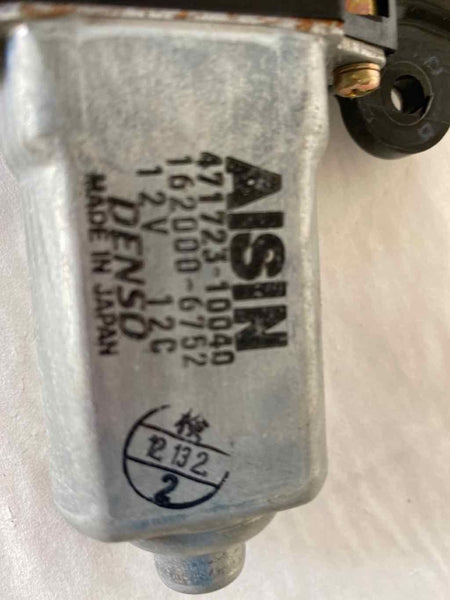 AISIN
471723-10040
162000-6752
12V 12C
DENSO
MADE IN JAPAN
検
12.13.2
2